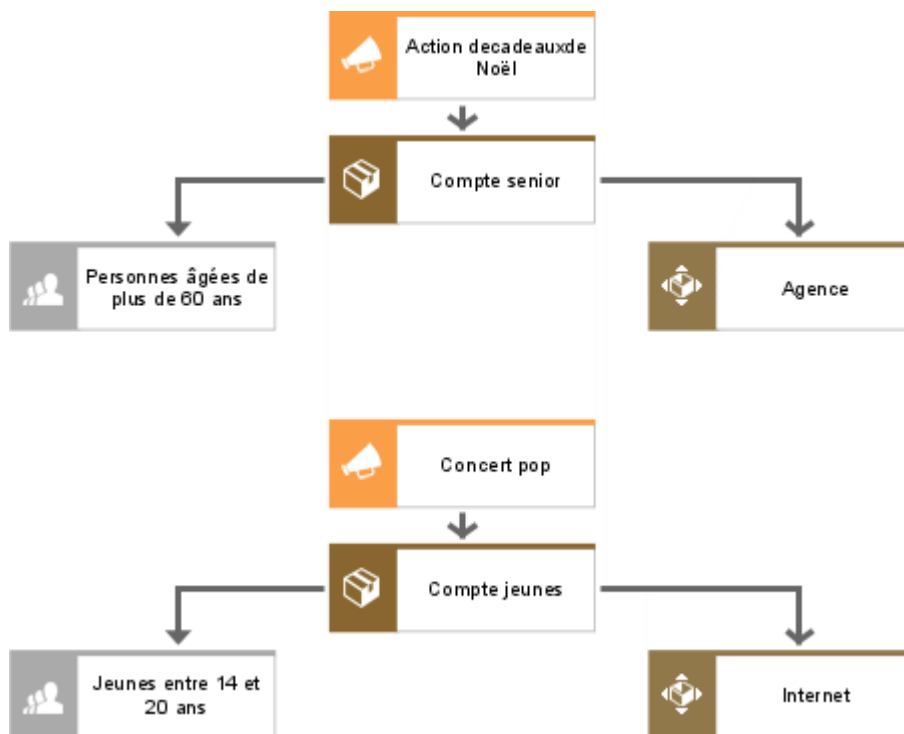 Action decadeauxde
Noël
Compte senior
Personnes âgées de
plus de 60 ans
Agence
Concert pop
Compte jeunes
Jeunes entre 14 et
20 ans
Internet